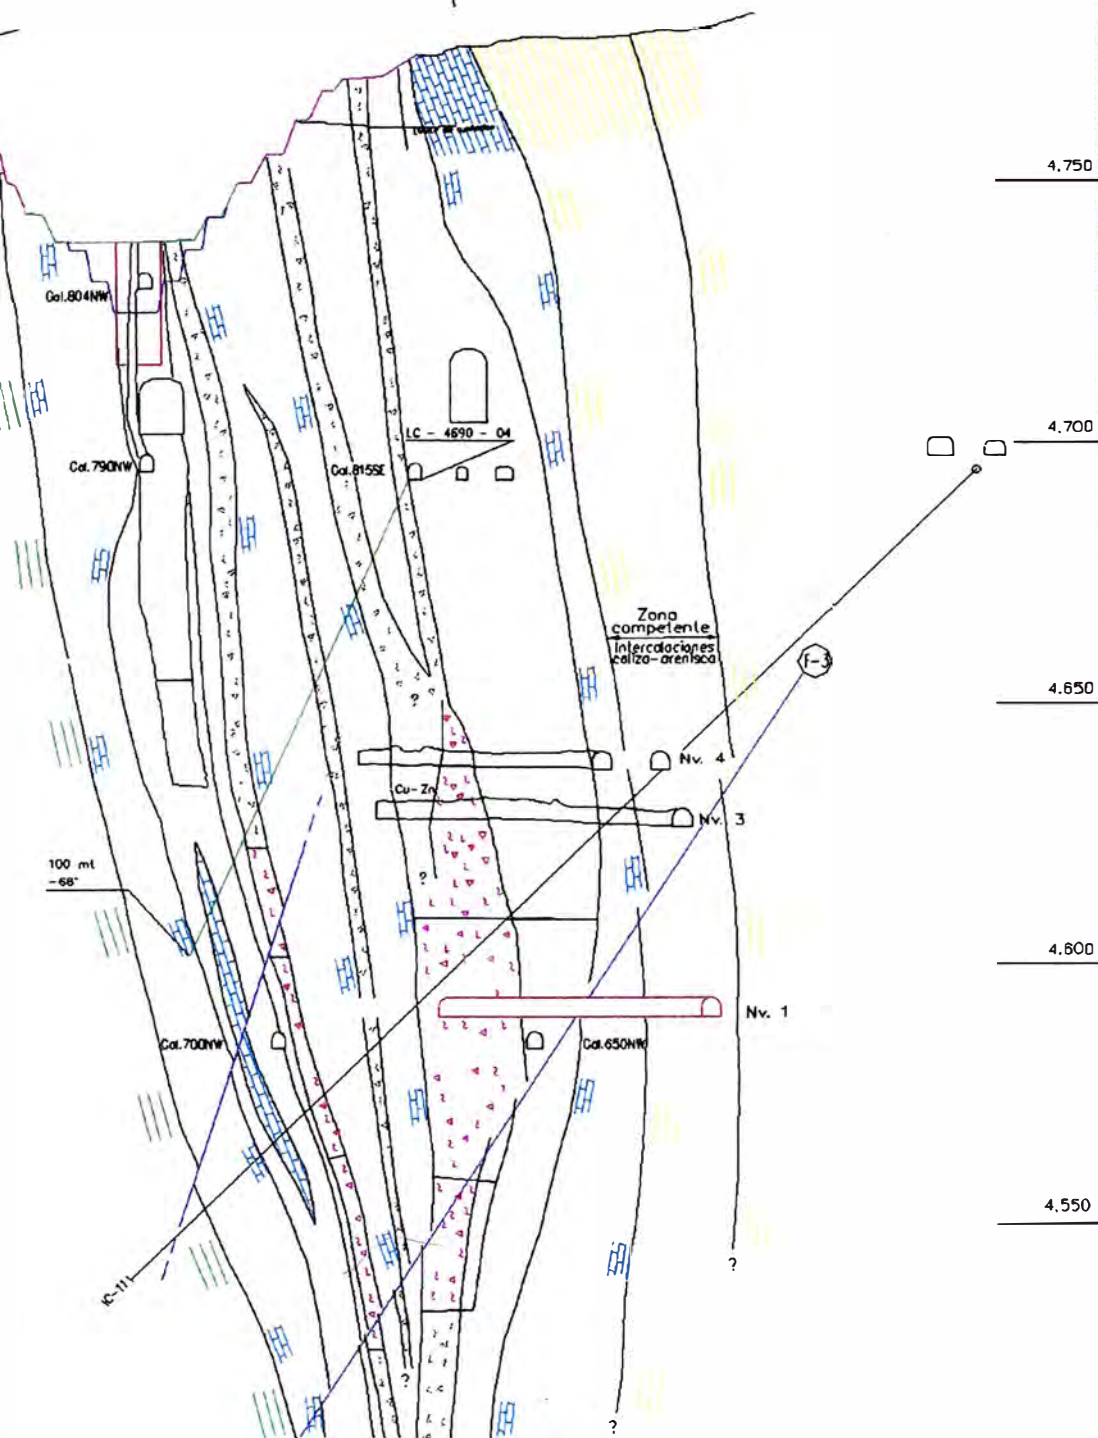 4.750
Gal.804NW
4.700
LC - 4690 - 04
Gal.790NW
Gal.815SE
Zona
competente
Intercalaciones
caliza-arenisca
F-3
?
4.650
Nv. 4
Cu-Zn
Nv. 3
100 mt
-68°
?
4.600
Nv. 1
Gal.700NW
Gal.650NW
4.550
?
IC-111
?
?